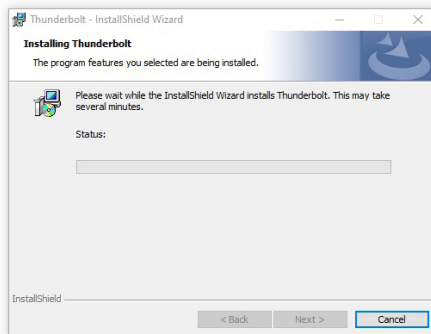 Thunderbolt - InstallShield Wizard
Installing Thunderbolt
The program features you selected are being installed.
Please wait while the InstallShield Wizard installs Thunderbolt. This may take
several minutes.
Status:
InstallShield
< Back Next > Cancel